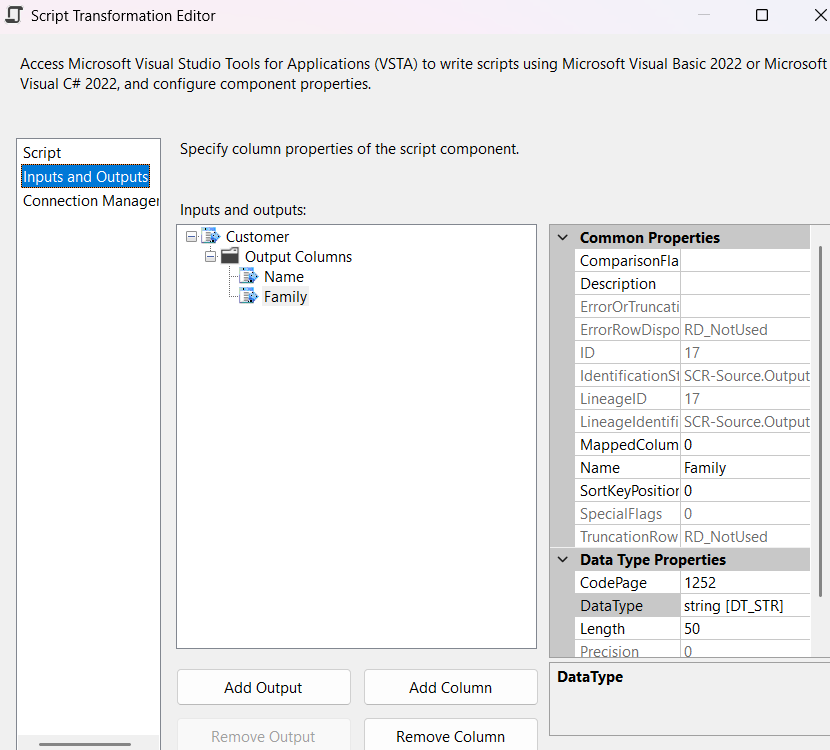 Script Transformation Editor
Access Microsoft Visual Studio Tools for Applications (VSTA) to write scripts using Microsoft Visual Basic 2022 or Microsoft
Visual C# 2022, and configure component properties.
Script
Inputs and Outputs
Connection Manager
Specify column properties of the script component.
Inputs and outputs:
Customer
Output Columns
Name
Family
Add Output
Add Column
Remove Output
Remove Column
Common Properties
ComparisonFla
Description
ErrorOrTruncati
ErrorRowDispo RD_NotUsed
ID 17
IdentificationSt SCR-Source.Output
LineageID 17
LineageIdentifi SCR-Source.Output
MappedColum 0
Name Family
SortKeyPosition 0
SpecialFlags 0
TruncationRow RD_NotUsed
Data Type Properties
CodePage 1252
DataType string [DT_STR]
Length 50
Precision 0
DataType